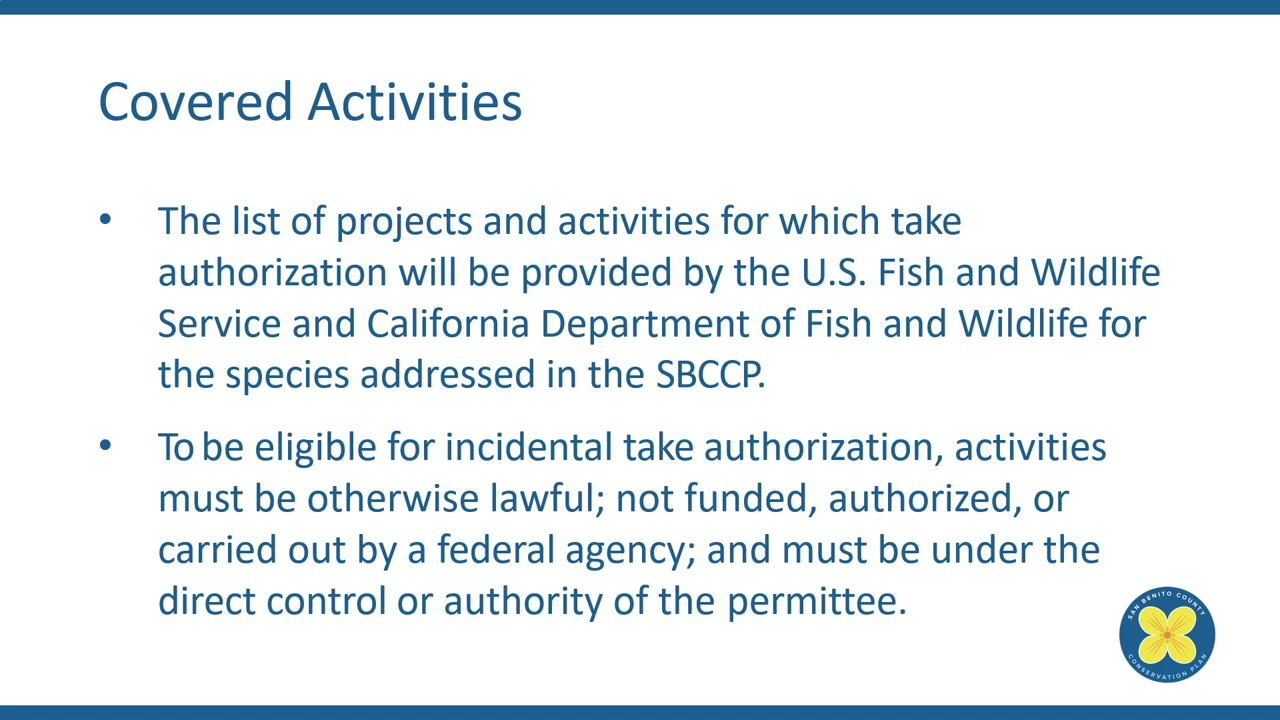 Covered Activities
• The list of projects and activities for which take
authorization will be provided by the U.S. Fish and Wildlife
Service and California Department of Fish and Wildlife for
the species addressed in the SBCCP.
• To be eligible for incidental take authorization, activities
must be otherwise lawful; not funded, authorized, or
carried out by a federal agency; and must be under the
direct control or authority of the permittee.
SAN BENITO COUNTY
CONSERVATION PLAN